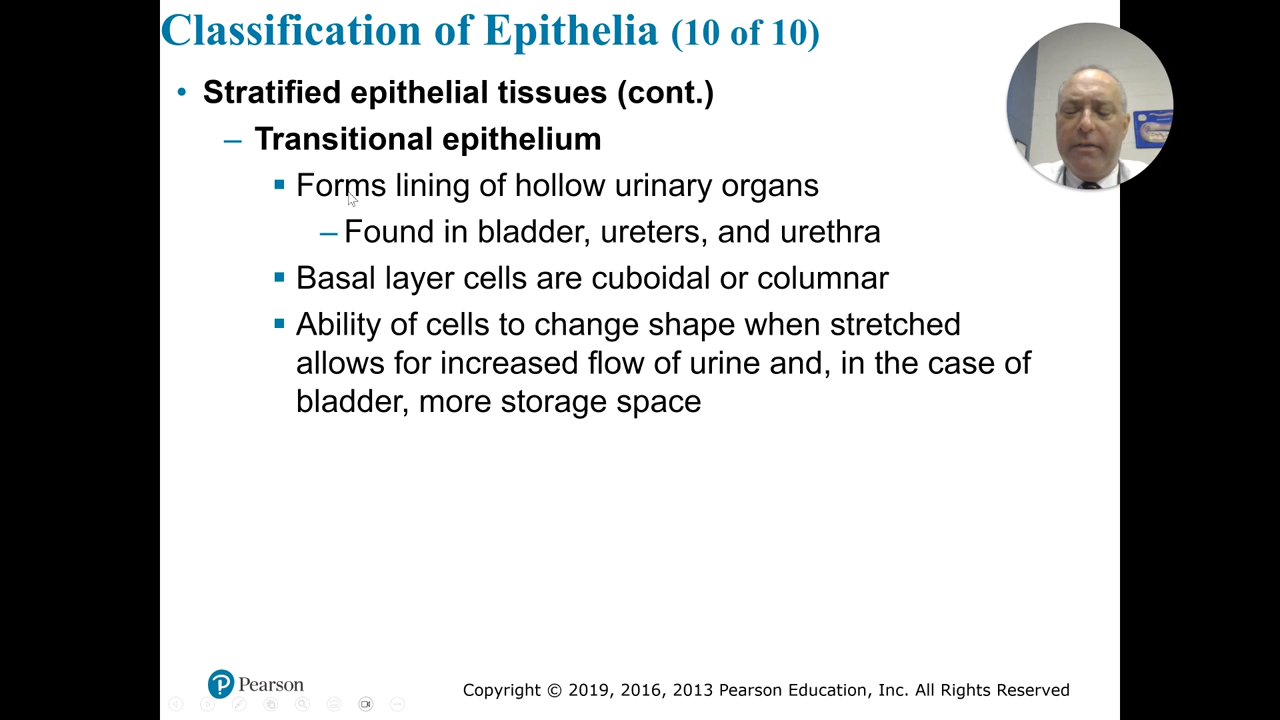 Classification of Epithelia (10 of 10)
• Stratified epithelial tissues (cont.)
– Transitional epithelium
▪ Forms lining of hollow urinary organs
– Found in bladder, ureters, and urethra
▪ Basal layer cells are cuboidal or columnar
▪ Ability of cells to change shape when stretched
allows for increased flow of urine and, in the case of
bladder, more storage space
Pearson
Copyright © 2019, 2016, 2013 Pearson Education, Inc. All Rights Reserved